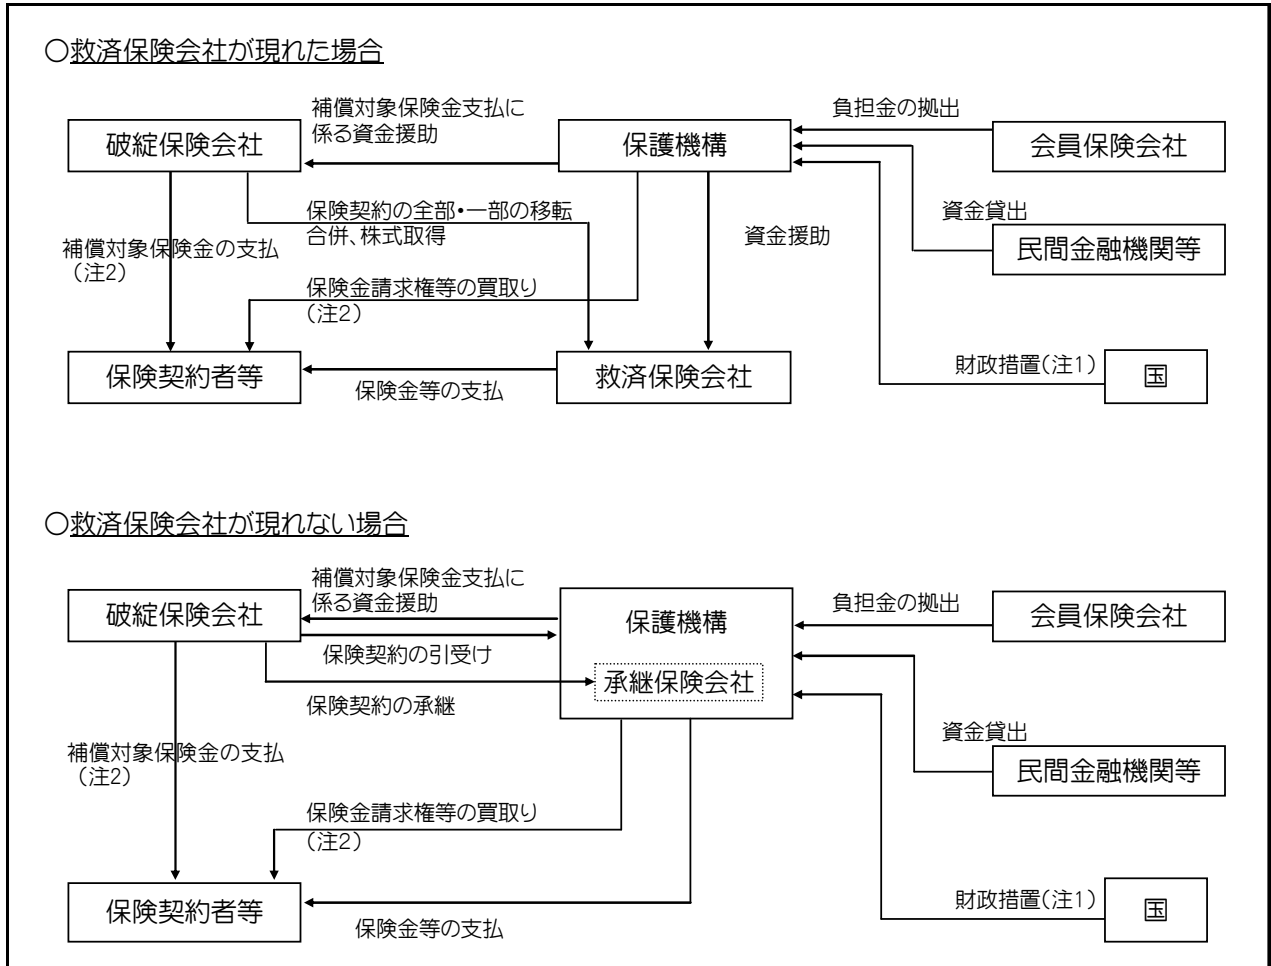 ○救済保険会社が現れた場合
補償対象保険金支払に
係る資金援助
負担金の拠出
破綻保険会社
保護機構
会員保険会社
保険契約の全部・一部の移転
合併、株式取得
資金貸出
補償対象保険金の支払
(注2)
資金援助
民間金融機関等
保険金請求権等の買取り
(注2)
財政措置(注1)
保険契約者等
救済保険会社
国
保険金等の支払
○救済保険会社が現れない場合
補償対象保険金支払に
係る資金援助
負担金の拠出
破綻保険会社
保護機構
会員保険会社
保険契約の引受け
承継保険会社
保険契約の承継
資金貸出
補償対象保険金の支払
(注2)
民間金融機関等
保険金請求権等の買取り
(注2)
財政措置(注1)
保険契約者等
国
保険金等の支払